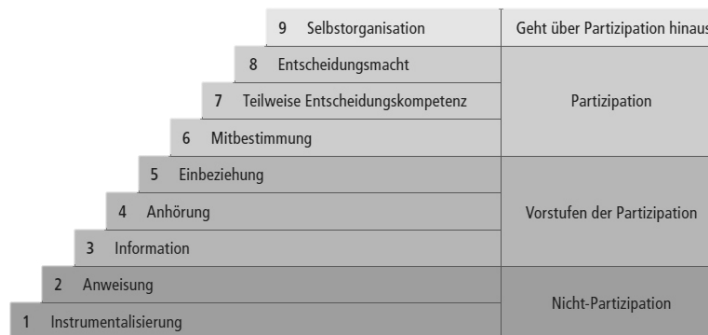 9 Selbstorganisation Geht über Partizipation hinaus
8 Entscheidungsmacht
7 Teilweise Entscheidungskompetenz Partizipation
6 Mitbestimmung
5 Einbeziehung
4 Anhörung Vorstufen der Partizipation
3 Information
2 Anweisung
Nicht-Partizipation
1 Instrumentalisierung